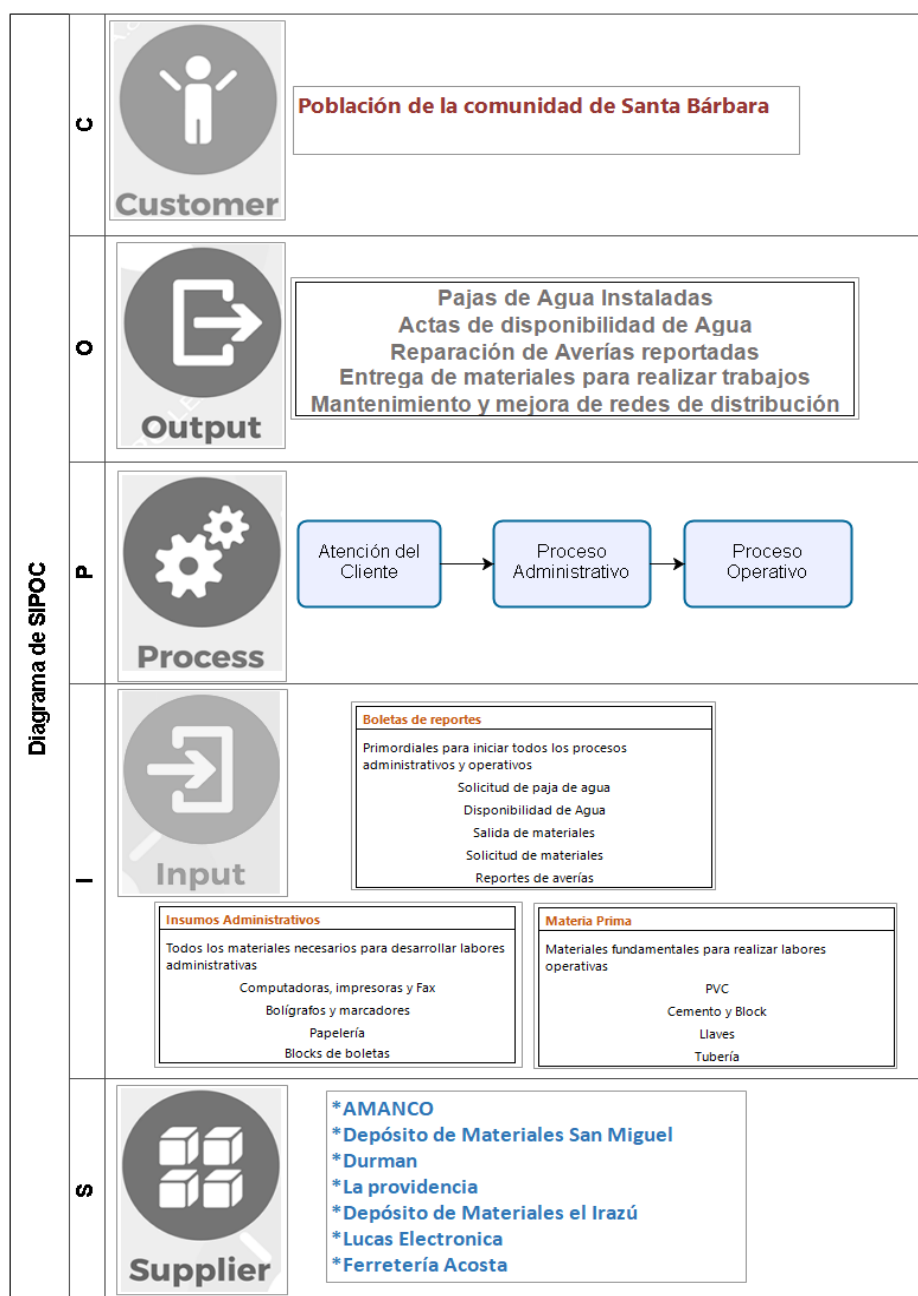 Diagrama de SIPOC
C
Customer
Población de la comunidad de Santa Bárbara
O
Output
Pajas de Agua Instaladas
Actas de disponibilidad de Agua
Reparación de Averías reportadas
Entrega de materiales para realizar trabajos
Mantenimiento y mejora de redes de distribución
P
Process
Atención del
Cliente
Proceso
Administrativo
Proceso
Operativo
I
Input
Boletas de reportes
Primordiales para iniciar todos los procesos
administrativos y operativos
Solicitud de paja de agua
Disponibilidad de Agua
Salida de materiales
Solicitud de materiales
Reportes de averías
Insumos Administrativos
Todos los materiales necesarios para desarrollar labores
administrativas
Computadoras, impresoras y Fax
Bolígrafos y marcadores
Papelería
Blocks de boletas
Materia Prima
Materiales fundamentales para realizar labores
operativas
PVC
Cemento y Block
Llaves
Tubería
S
Supplier
*AMANCO
*Depósito de Materiales San Miguel
*Durman
*La providencia
*Depósito de Materiales el Irazú
*Lucas Electronica
*Ferretería Acosta